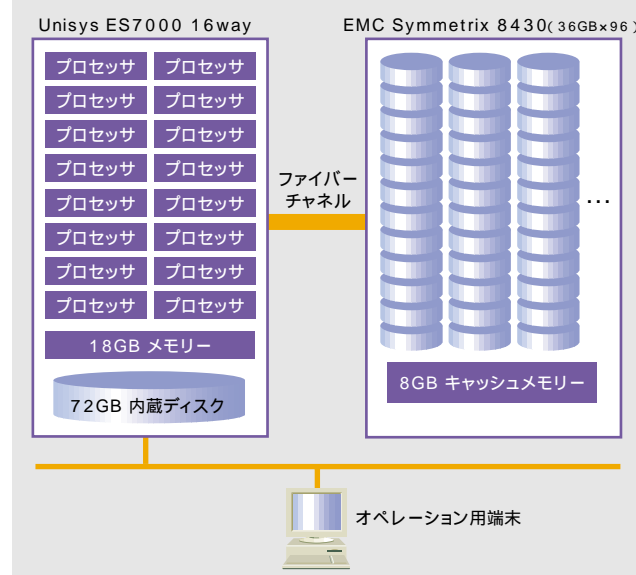 Unisys ES7000 16way
EMC Symmetrix 8430(36GB×96)
プロセッサ プロセッサ
プロセッサ プロセッサ
プロセッサ プロセッサ
プロセッサ プロセッサ
プロセッサ プロセッサ
プロセッサ プロセッサ
プロセッサ プロセッサ
プロセッサ プロセッサ
18GB メモリー
72GB 内蔵ディスク
ファイバー
チャネル
...
8GB キャッシュメモリー
オペレーション用端末